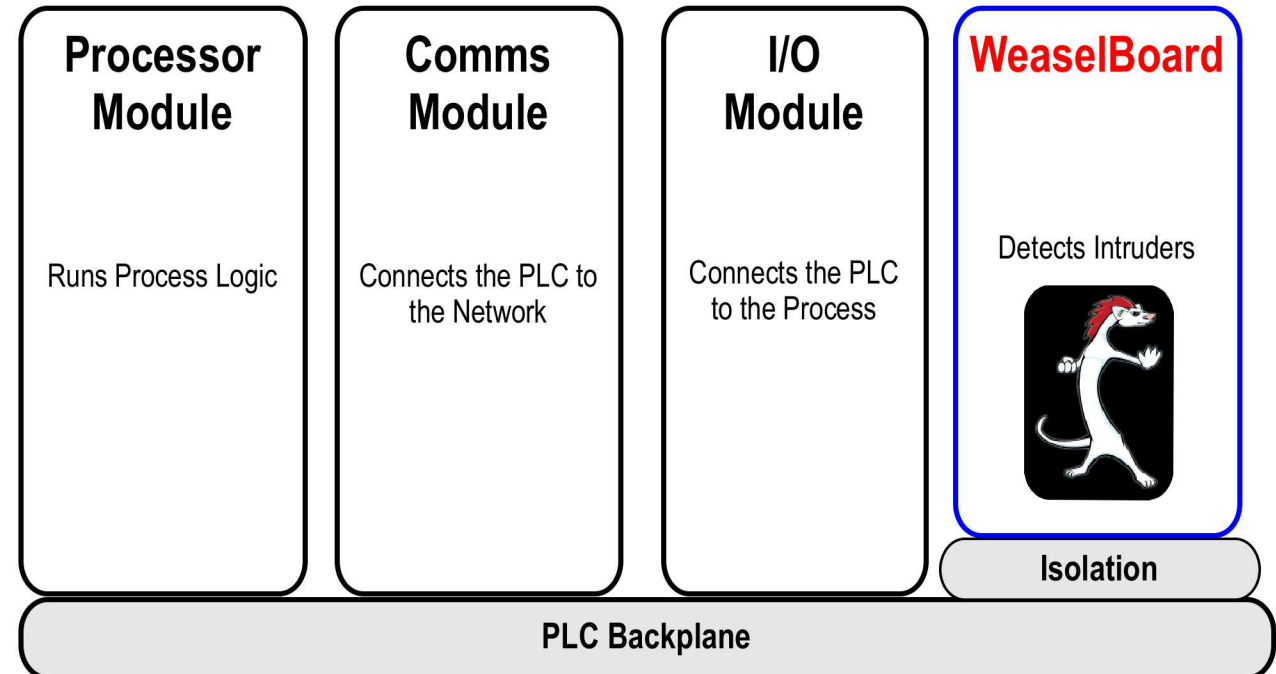 Processor
Module
Runs Process Logic
Comms
Module
Connects the PLC to
the Network
I/O
Module
Connects the PLC
to the Process
WeaselBoard
Detects Intruders
Isolation
PLC Backplane